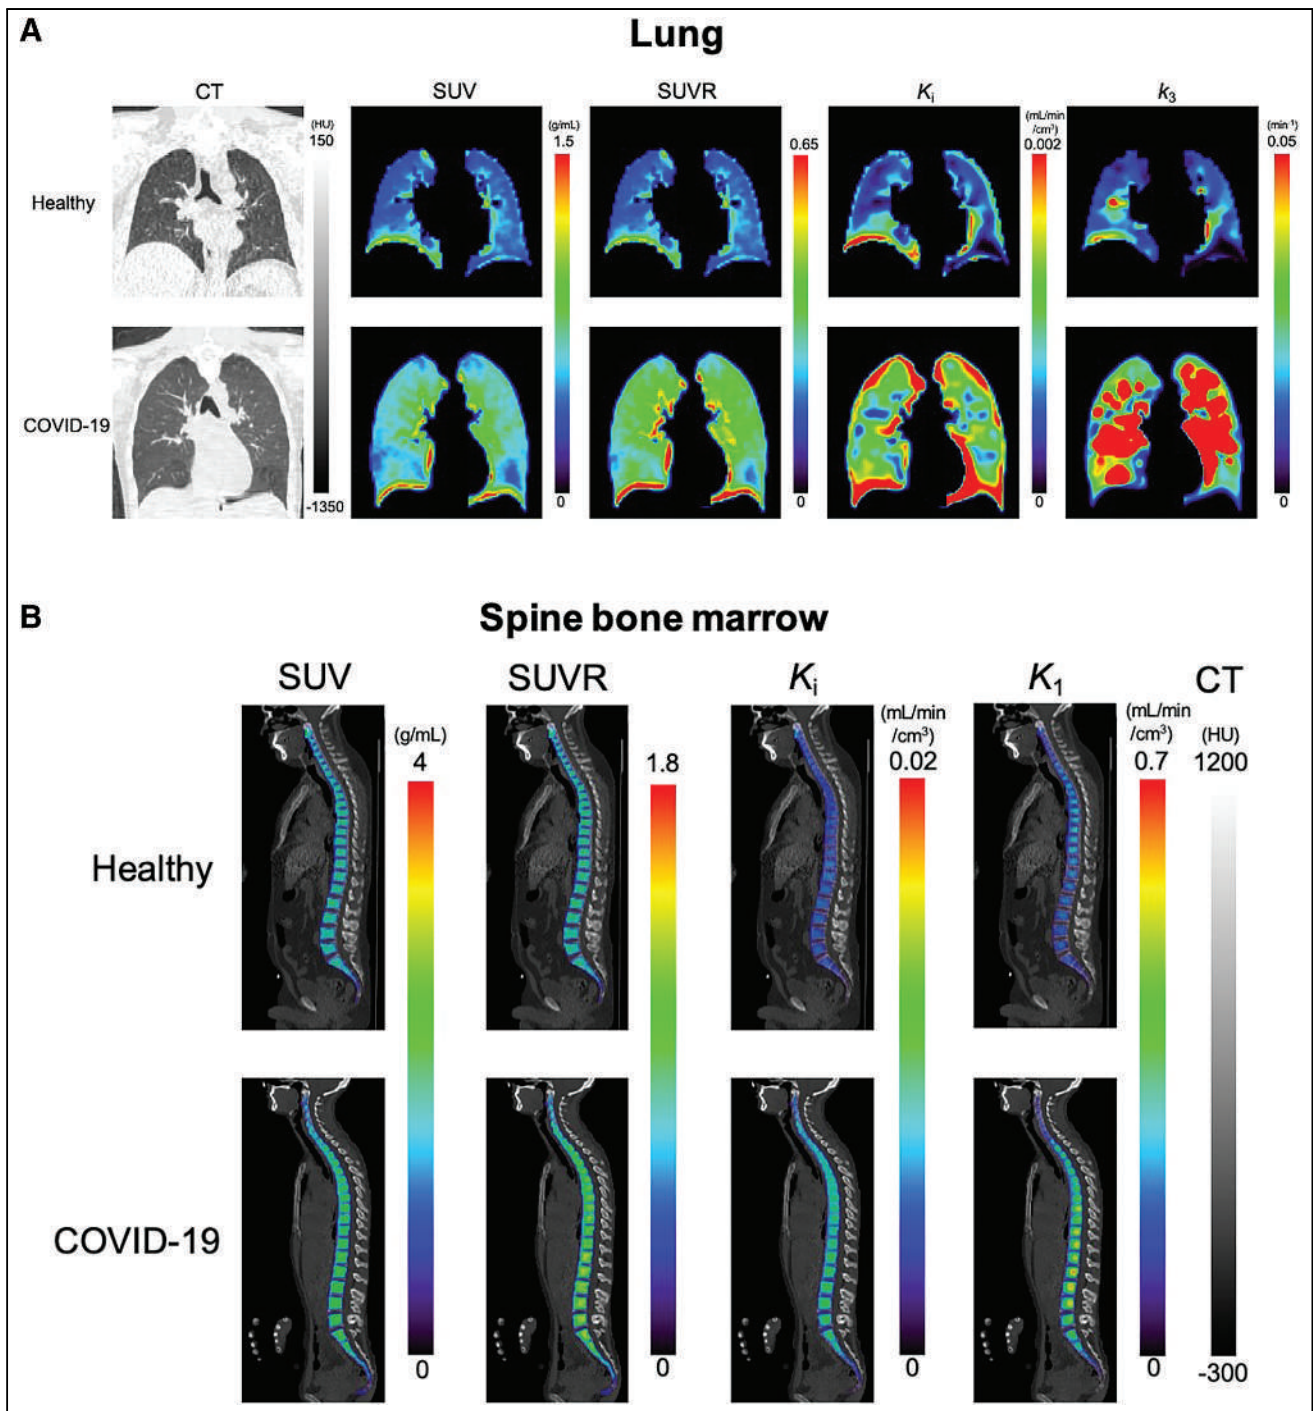 A
Lung
CT
SUV
SUVR
Ki
k3
(HU)
150
(g/mL)
1.5
0.65
(mL/min
/cm³)
0.002
(min⁻¹)
0.05
Healthy
COVID-19
-1350
0
0
0
0
B
Spine bone marrow
SUV
SUVR
Ki
K1
CT
(g/mL)
4
1.8
(mL/min
/cm³)
0.02
(mL/min
/cm³)
0.7
(HU)
1200
Healthy
COVID-19
0
0
0
0
-300